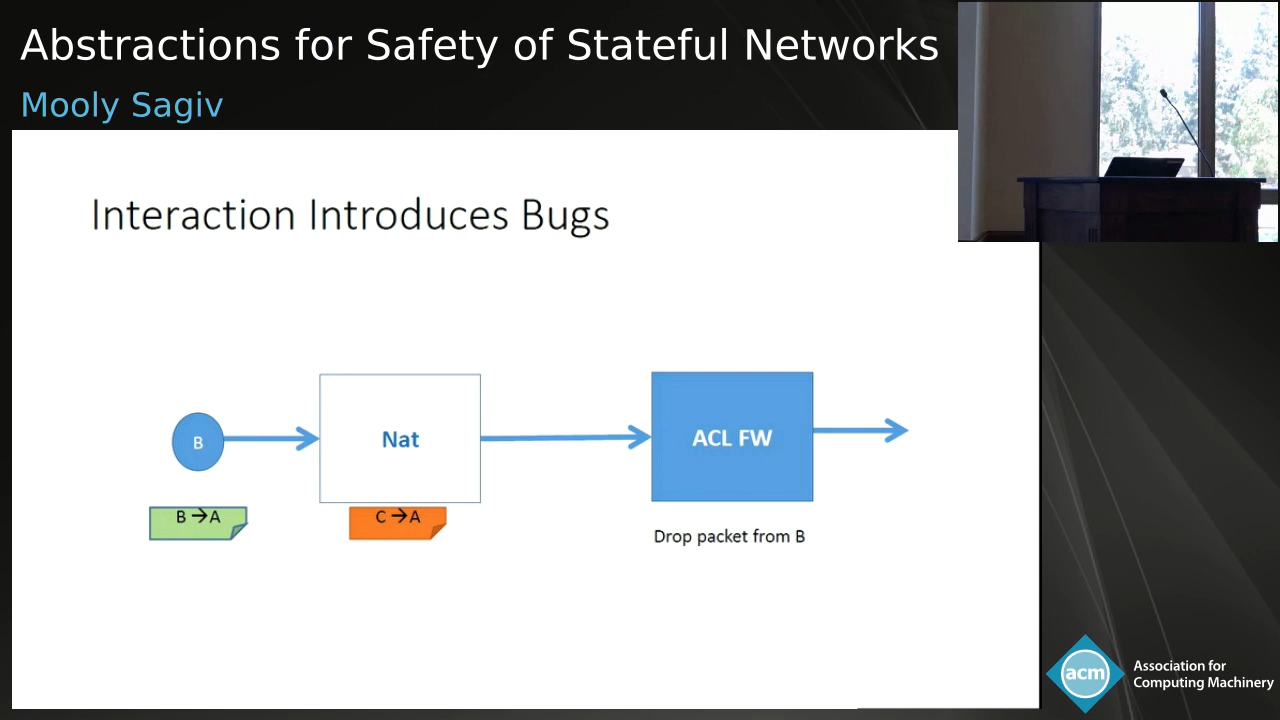 Abstractions for Safety of Stateful Networks
Mooly Sagiv
Interaction Introduces Bugs
B
Nat
ACL FW
B →A
C →A
Drop packet from B
acm
Association for
Computing Machinery